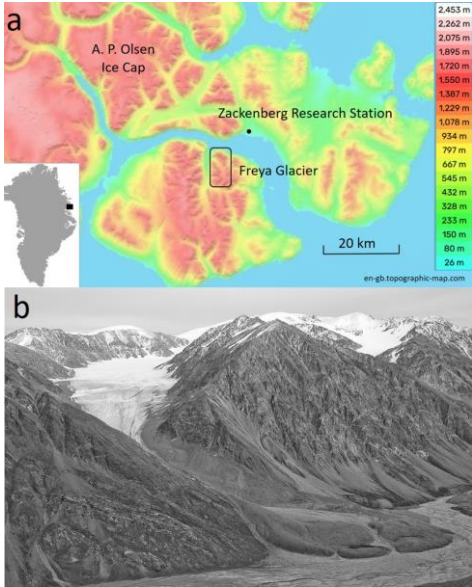 a
A. P. Olsen
Ice Cap
Zackenberg Research Station
Freya Glacier
20 km
2,453 m
2,262 m
2,075 m
1,895 m
1,720 m
1,550 m
1,387 m
1,229 m
1,078 m
934 m
797 m
667 m
545 m
432 m
328 m
233 m
150 m
80 m
26 m
en-gb.topographic-map.com
b